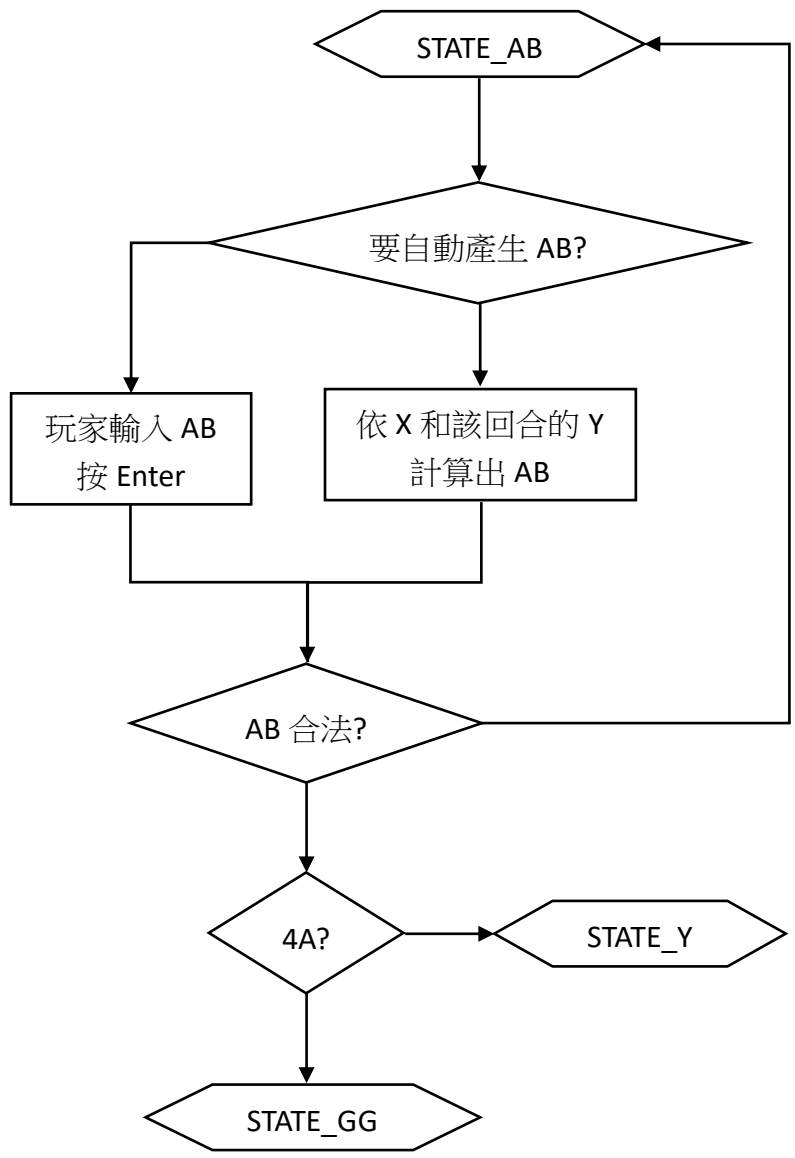 STATE_AB
要自動產生 AB?
玩家輸入 AB
按 Enter
依 X 和該回合的 Y
計算出 AB
AB 合法?
4A?
STATE_Y
STATE_GG